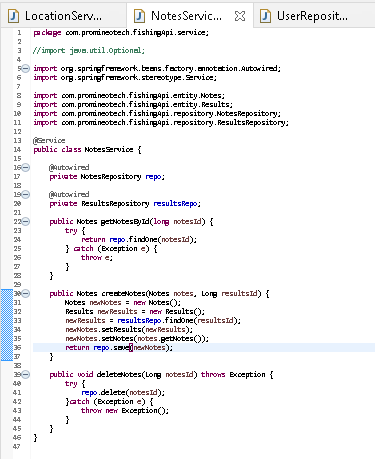 LocationServ...
NotesServic...
UserReposit...
1 package com.promineotech.fishingApi.service;
2
3 //import java.util.Optional;
4
5 import org.springframework.beans.factory.annotation.Autowired;
6 import org.springframework.stereotype.Service;
7
8 import com.promineotech.fishingApi.entity.Notes;
9 import com.promineotech.fishingApi.entity.Results;
10 import com.promineotech.fishingApi.repository.NotesRepository;
11 import com.promineotech.fishingApi.repository.ResultsRepository;
12
13 @Service
14 public class NotesService {
15
16 @Autowired
17 private NotesRepository repo;
18
19 @Autowired
20 private ResultsRepository resultsRepo;
21
22 public Notes getNotesById(long notesId) {
23 try {
24 return repo.findOne(notesId);
25 } catch (Exception e) {
26 throw e;
27 }
28 }
29
30 public Notes createNotes(Notes notes, Long resultsId) {
31 Notes newNotes = new Notes();
32 Results newResults = new Results();
33 newResults = resultsRepo.findOne(resultsId);
34 newNotes.setResults(newResults);
35 newNotes.setNotes(notes.getNotes());
36 return repo.save(newNotes);
37 }
38
39 public void deleteNotes(Long notesId) throws Exception {
40 try {
41 repo.delete(notesId);
42 }catch (Exception e) {
43 throw new Exception();
44 }
45 }
46 }
47